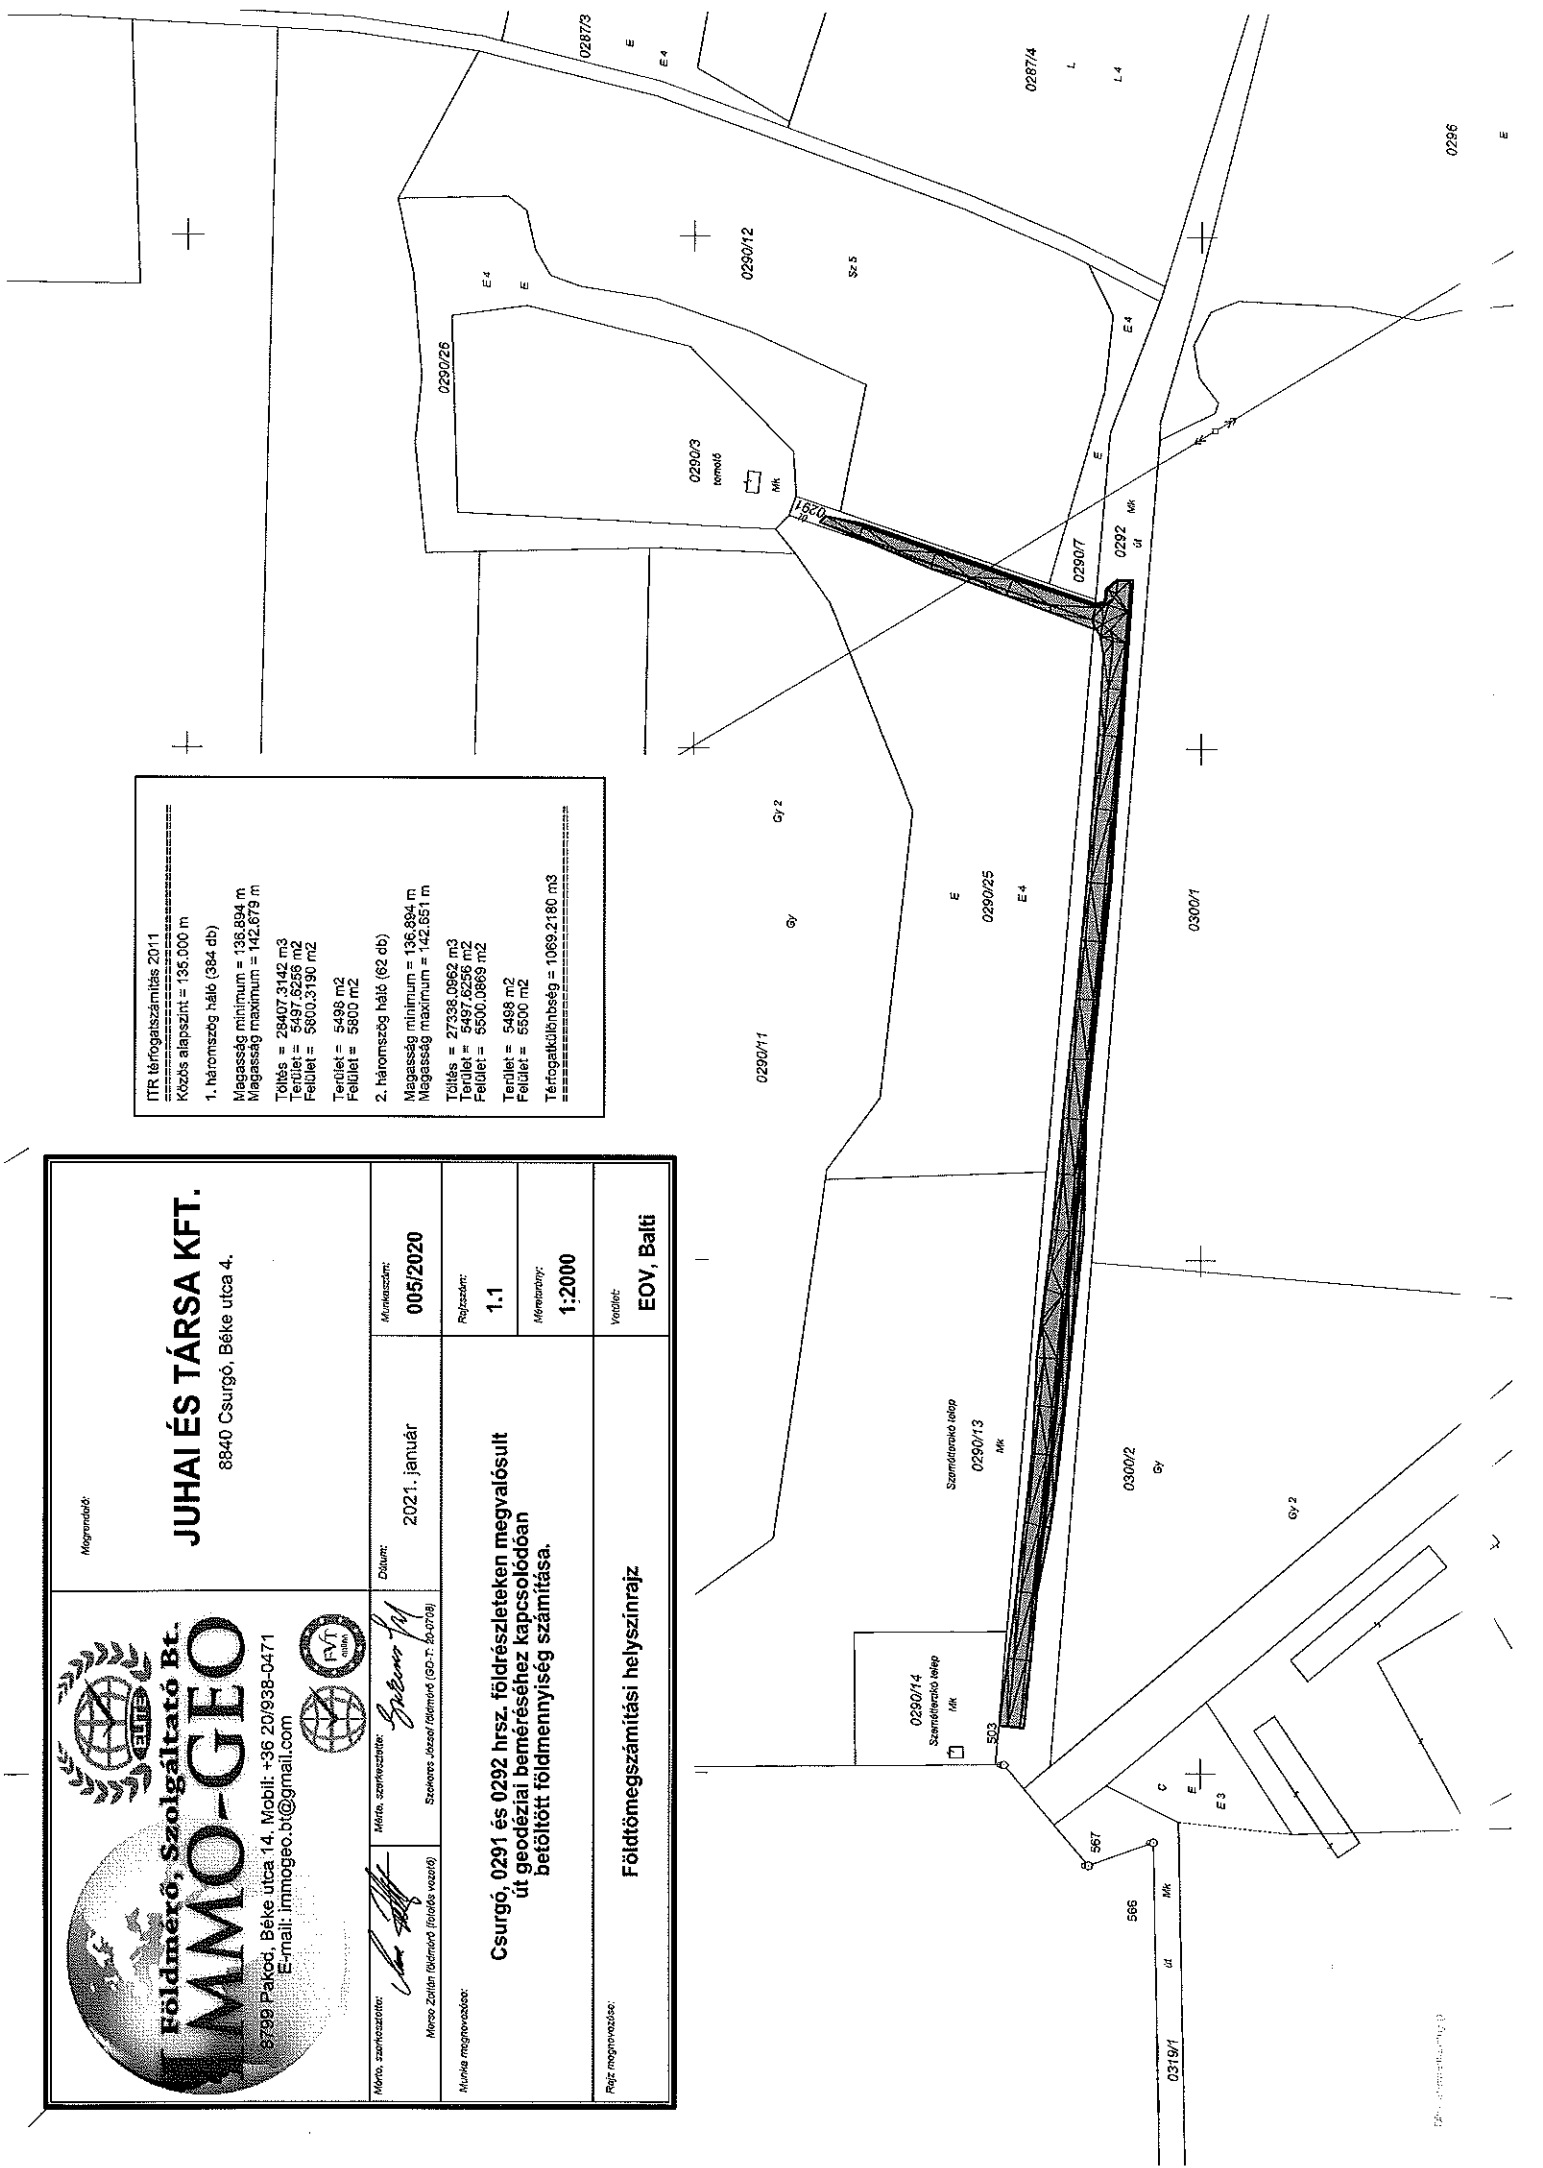 ELITE
Földmérő, Szolgáltató Bt.
IMMO-GEO
8799 Pakod, Béke utca 14. Mobil: +36 20/938-0471
E-mail: immogeo.bt@gmail.com
FVT
Megrendelő:
JUHAI ÉS TÁRSA KFT.
8840 Csurgó, Béke utca 4.
Mérte, szerkesztette:
Mérte, szerkesztette:
Szekeres József földmérő (GD-T: 20-0708)
Dátum:
2021. január
Munkaszám:
005/2020
Munka megnevezése:
Csurgó, 0291 és 0292 hrsz. földrészleteken megvalósult
út geodéziai beméréséhez kapcsolódóan
betöltött földmennyiség számítása.
Rajzszám:
1.1
Méretarány:
1:2000
Rajz megnevezése:
Földtömegszámítási helyszínrajz
Vetület:
EOV, Balti
ITR térfogatszámítás 2011
Közös alapszint = 135.000 m
1. háromszög háló (384 db)
Magasság minimum = 136.894 m
Magasság maximum = 142.679 m
Töltés = 28407.3142 m3
Terület = 5497.6256 m2
Felület = 5800.3190 m2
Terület = 5498 m2
Felület = 5800 m2
2. háromszög háló (62 db)
Magasság minimum = 136.894 m
Magasság maximum = 142.651 m
Töltés = 27338.0962 m3
Terület = 5497.6256 m2
Felület = 5500.0869 m2
Terület = 5498 m2
Felület = 5500 m2
Térfogatkülönbség = 1069.2180 m3
0287/3
E
E 4
0287/4
L
L 4
0296
E
0290/12
Sz 5
E 4
E
0290/26
0290/3
temető
Mk
0291
út
E 4
E
0290/7
0292
út
Mk
Gy 2
Gy
0290/11
E
0290/25
E 4
0300/1
Szeméttelep
0290/13
Mk
0300/2
Gy
Gy 2
0290/14
Mk
503
567
566
C
E
E 3
Mk
út
0319/1